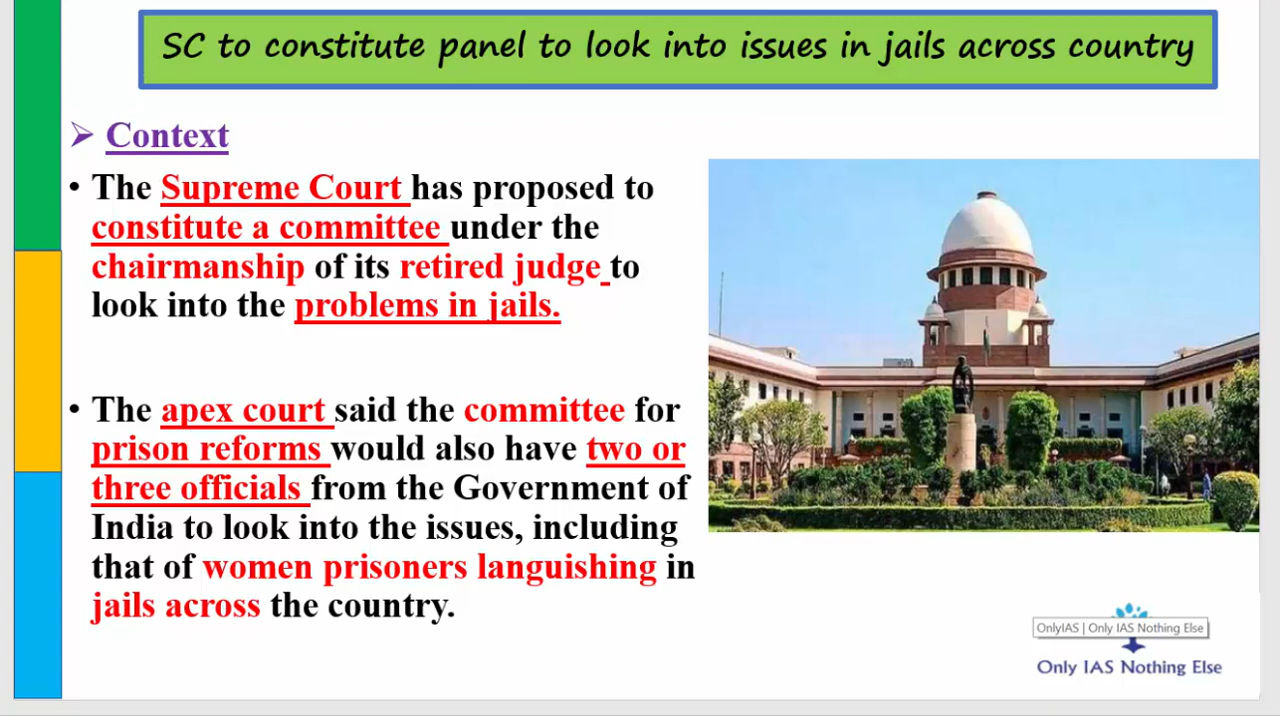 SC to constitute panel to look into issues in jails across country
➢ Context
• The Supreme Court has proposed to
constitute a committee under the
chairmanship of its retired judge to
look into the problems in jails.
• The apex court said the committee for
prison reforms would also have two or
three officials from the Government of
India to look into the issues, including
that of women prisoners languishing in
jails across the country.
OnlyIAS | Only IAS Nothing Else
Only IAS Nothing Else